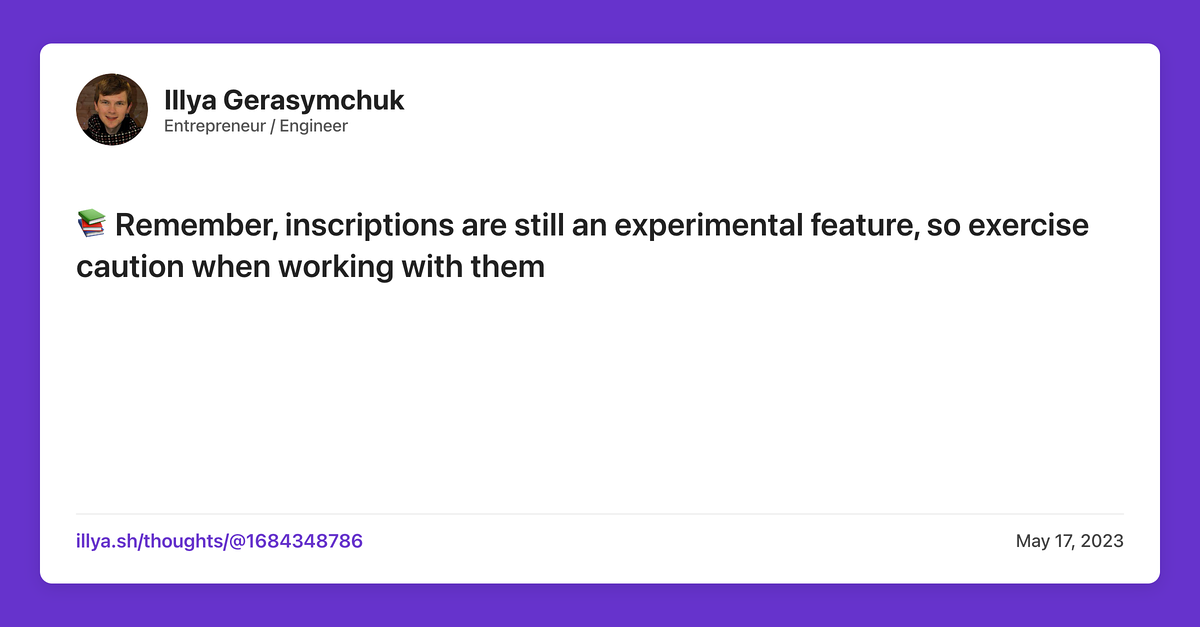 Illya Gerasymchuk
Entrepreneur / Engineer
📚 Remember, inscriptions are still an experimental feature, so exercise
caution when working with them
illya.sh/thoughts/@1684348786
May 17, 2023